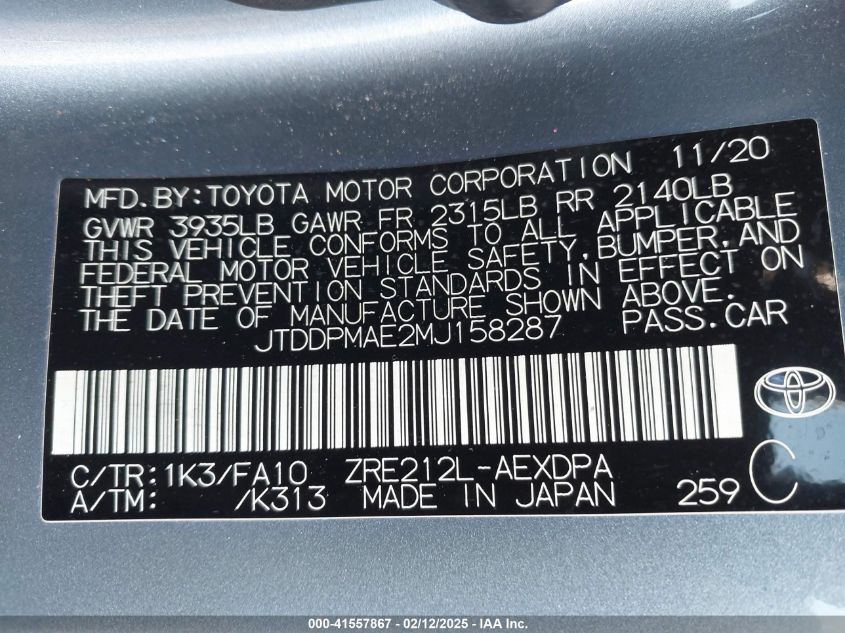 MFD. BY: TOYOTA MOTOR CORPORATION 11/20
GVWR 3935LB GAWR FR 2315LB RR 2140LB
THIS VEHICLE CONFORMS TO ALL APPLICABLE
FEDERAL MOTOR VEHICLE SAFETY, BUMPER, AND
THEFT PREVENTION STANDARDS IN EFFECT ON
THE DATE OF MANUFACTURE SHOWN ABOVE.
JTDDPMAE2MJ158287 PASS. CAR
C/TR: 1K3/FA10 ZRE212L-AEXDPA
A/TM: /K313 MADE IN JAPAN 259 C
000-41557867 - 02/12/2025 - IAA Inc.